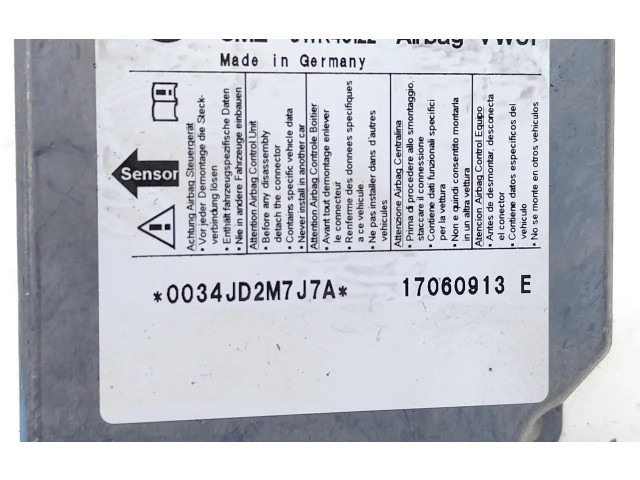 Airbag VW51
Made in Germany
Sensor
Achtung Airbag Steuergerät
• Vor jeder Demontage die Steck-
verbindung lösen
• Enthält fahrzeugspezifische Daten
• Nie in andere Fahrzeuge einbauen
Attention Airbag Control Unit
• Before any disassembly
detach the connector
• Contains specific vehicle data
• Never install in another car
Attention Airbag Controle Boitier
• Avant tout demontage enlever
le connecteur
• Renferme des donnees specifiques
a ce vehicule
• Ne pas installer dans d'autres
vehicules
Attenzione Airbag Centralina
• Prima di procedere allo smontaggio,
staccare il connessione
• Contiene dati funzionali specifici
per la vettura
• Non e quindi consentito montarla
in un altra vettura
Atencion Airbag Control Equipo
• Antes de desmontar, desconecta
el conector
• Contiene datos especificos del
vehiculo
• No se monte en otros vehiculos
*0034JD2M7J7A* 17060913 E